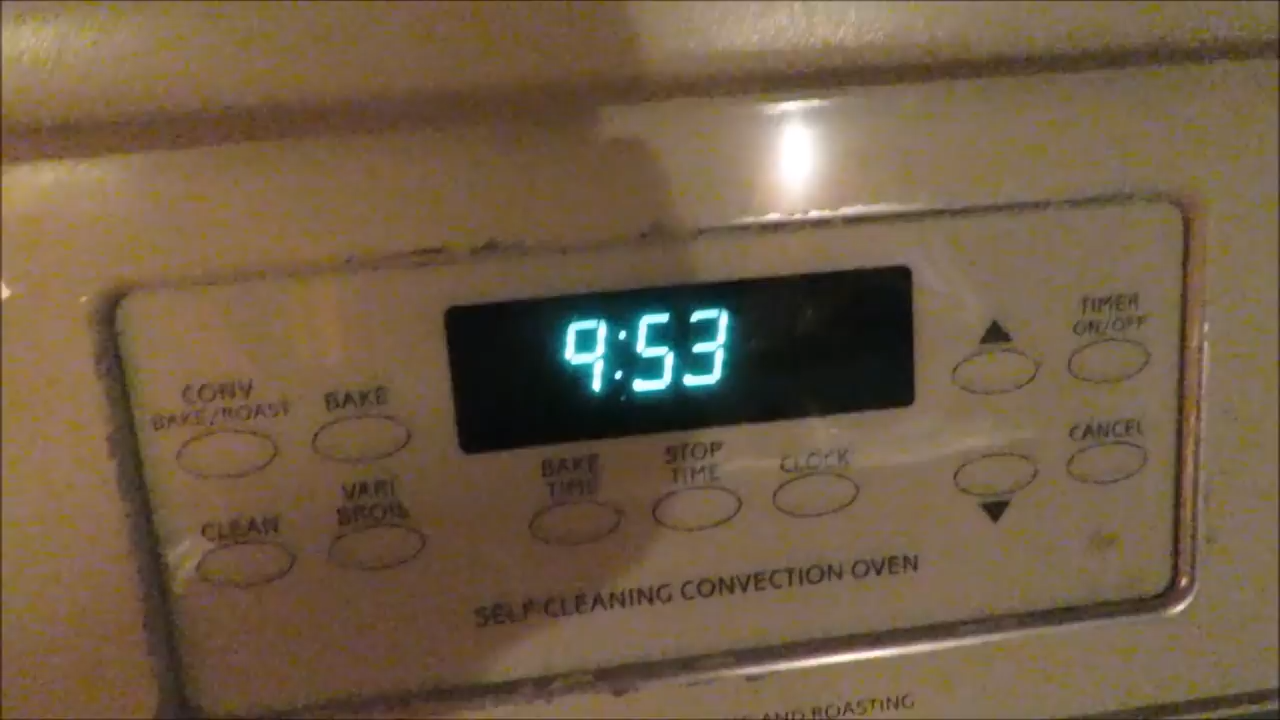 9:53
TIMER
ON/OFF
CONV
BAKE/ROAST
BAKE
CANCEL
BAKE
TIME
STOP
TIME
CLOCK
VARI
BROIL
CLEAN
SELF-CLEANING CONVECTION OVEN
AND ROASTING